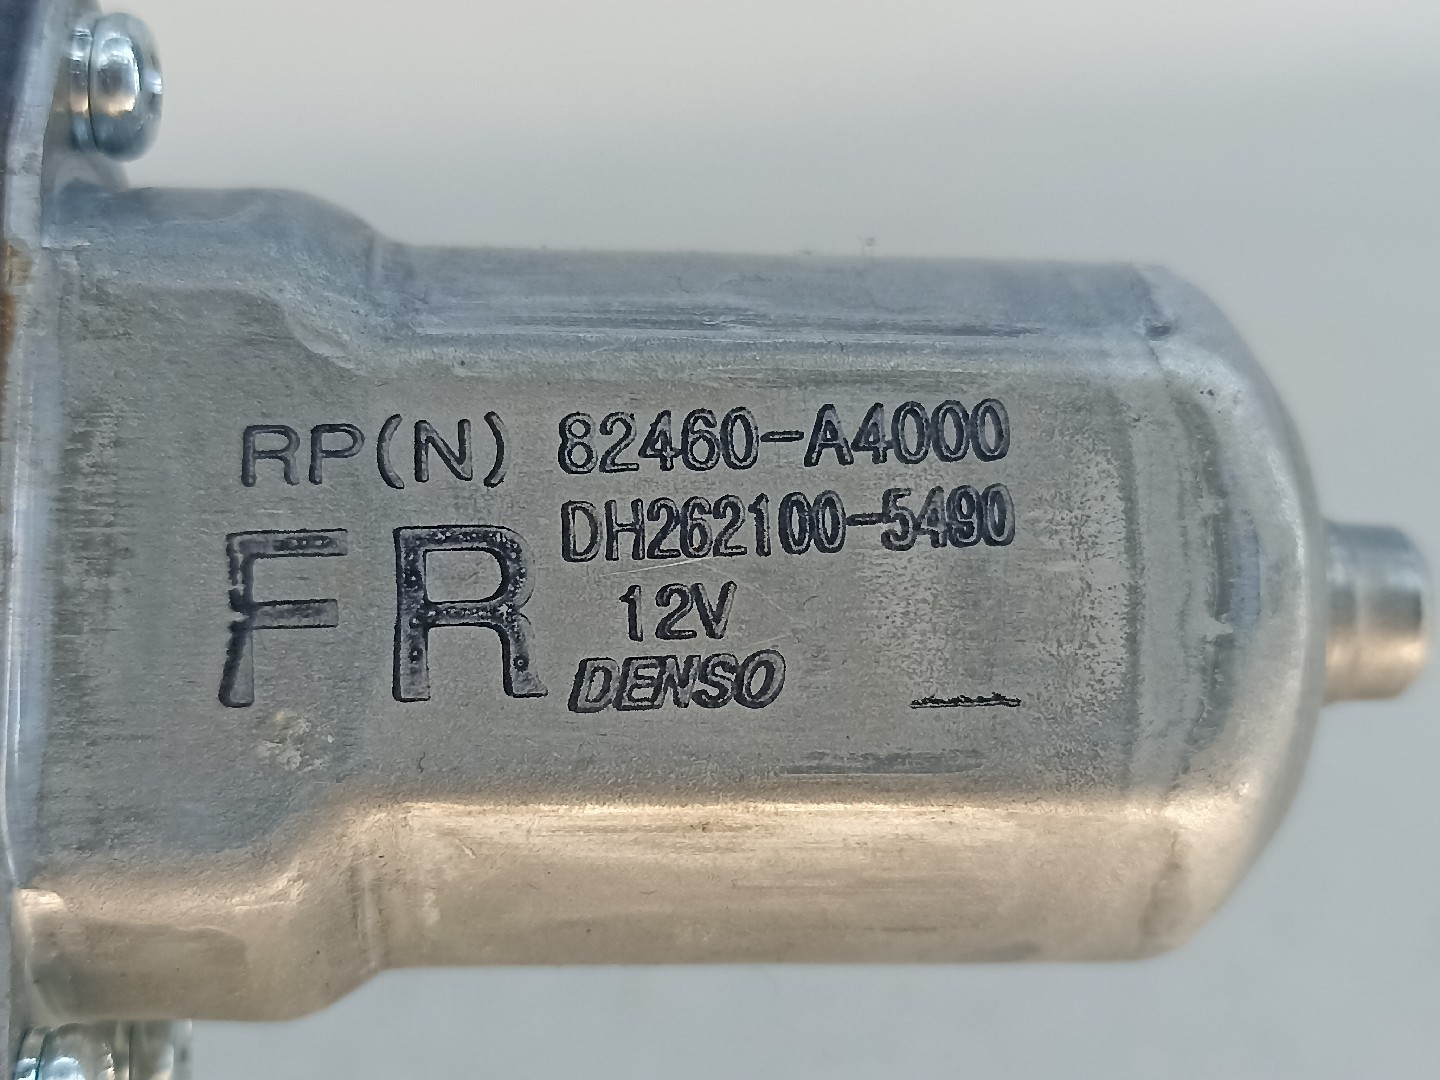 RP(N) 82460-A4000
DH262100-5490
FR
12V
DENSO